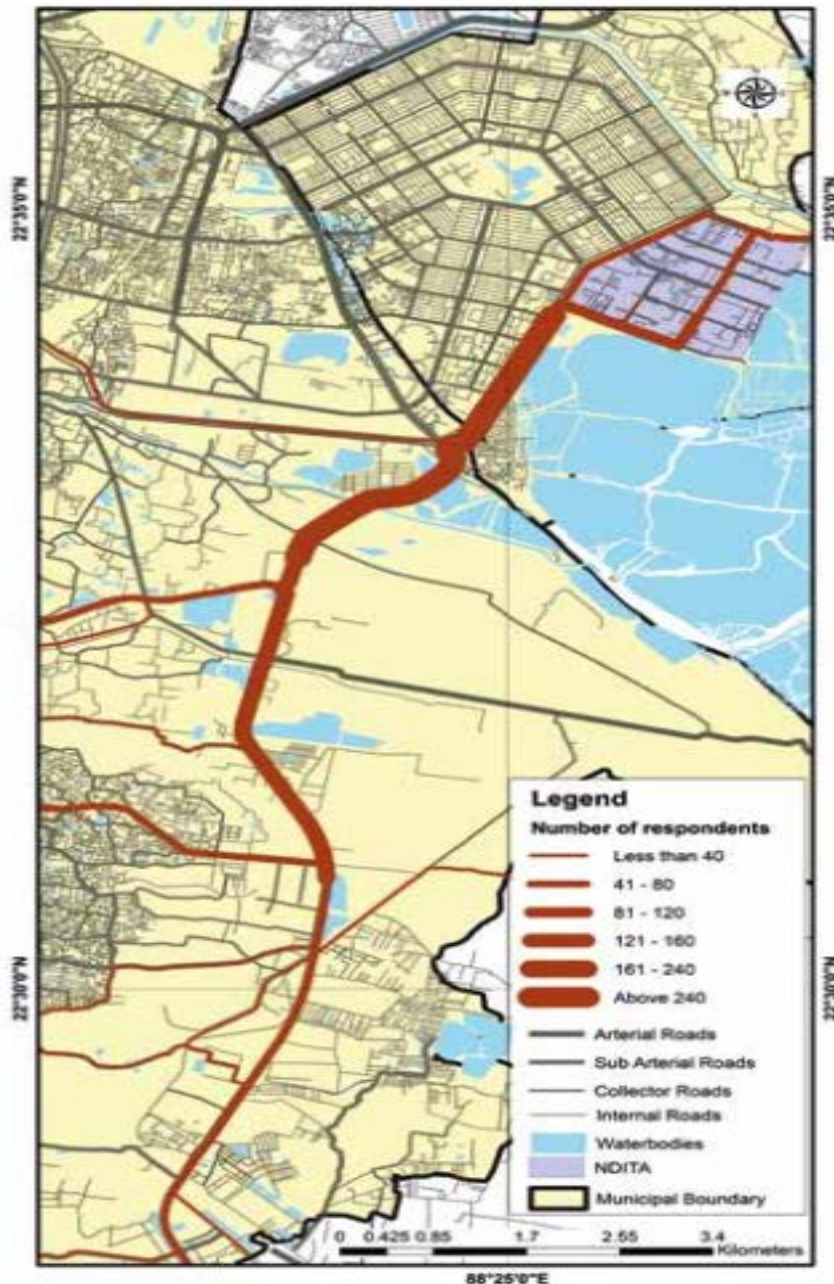 22°35'0"N
22°35'0"N
Legend
Number of respondents
Less than 40
41 - 80
81 - 120
121 - 160
161 - 240
Above 240
Arterial Roads
Sub Arterial Roads
Collector Roads
Internal Roads
Waterbodies
NDITA
Municipal Boundary
22°30'0"N
22°30'0"N
0 0.425 0.85 1.7 2.55 3.4
Kilometers
88°25'0"E